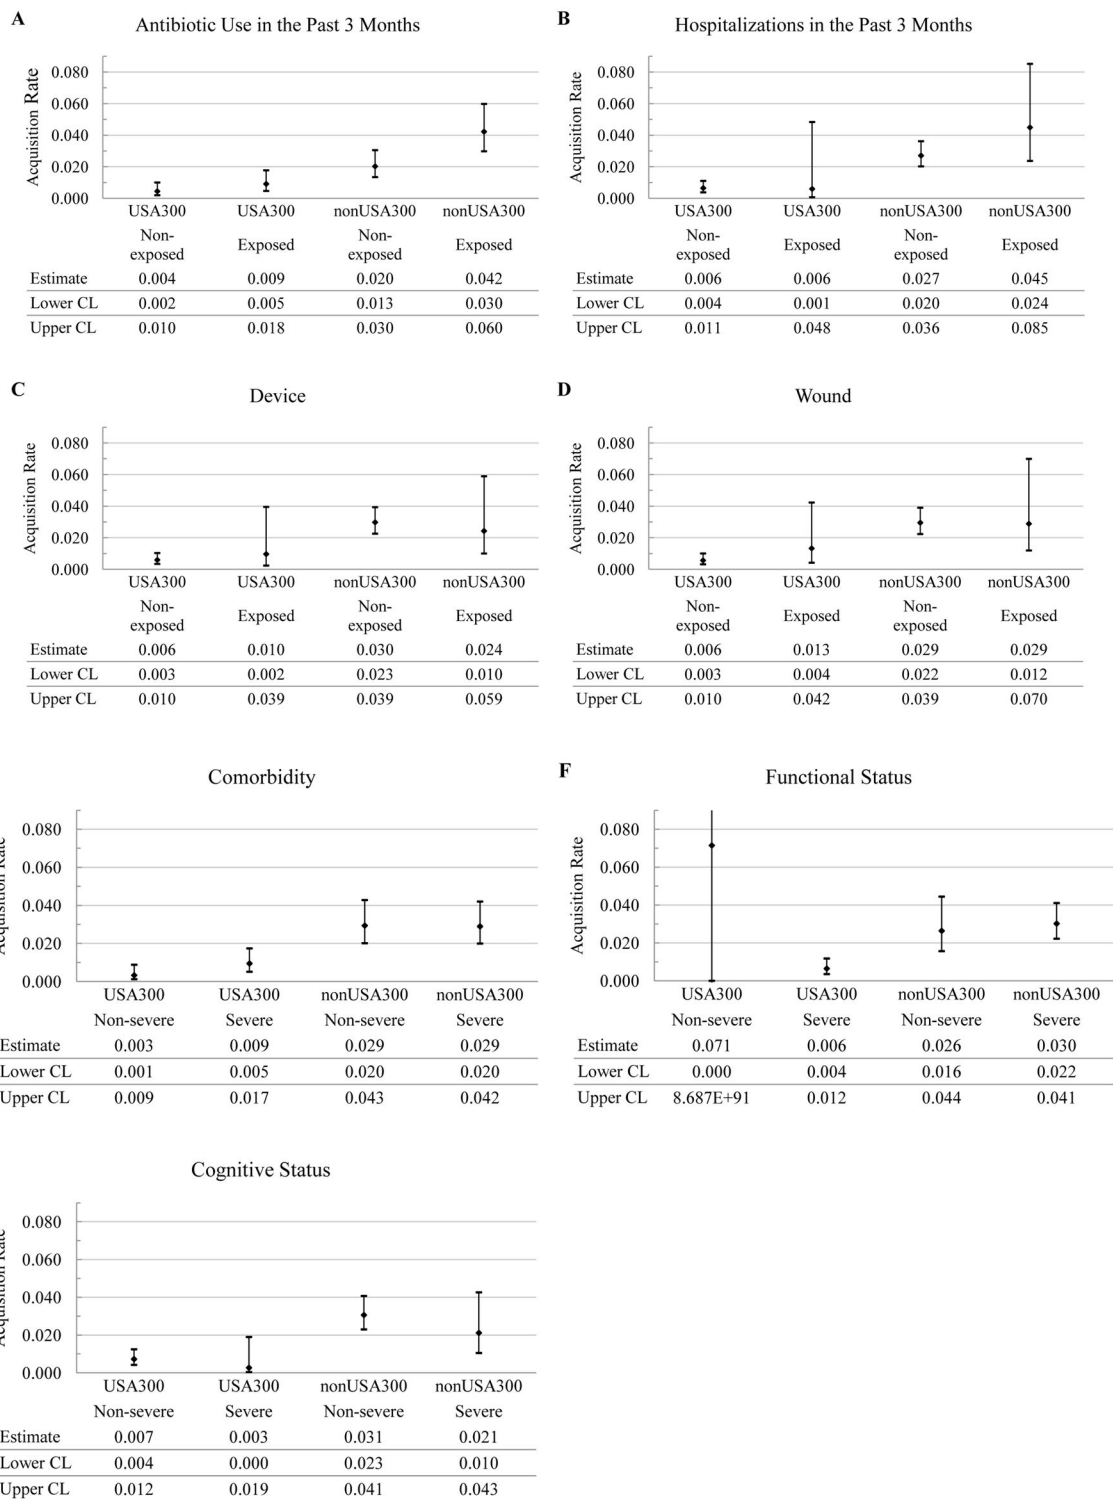 A
Antibiotic Use in the Past 3 Months
Acquisition Rate
0.080
0.060
0.040
0.020
0.000
USA300 USA300 nonUSA300 nonUSA300
Non-exposed Exposed Non-exposed Exposed
Estimate 0.004 0.009 0.020 0.042
Lower CL 0.002 0.005 0.013 0.030
Upper CL 0.010 0.018 0.030 0.060
B
Hospitalizations in the Past 3 Months
Acquisition Rate
0.080
0.060
0.040
0.020
0.000
USA300 USA300 nonUSA300 nonUSA300
Non-exposed Exposed Non-exposed Exposed
Estimate 0.006 0.006 0.027 0.045
Lower CL 0.004 0.001 0.020 0.024
Upper CL 0.011 0.048 0.036 0.085
C
Device
Acquisition Rate
0.080
0.060
0.040
0.020
0.000
USA300 USA300 nonUSA300 nonUSA300
Non-exposed Exposed Non-exposed Exposed
Estimate 0.006 0.010 0.030 0.024
Lower CL 0.003 0.002 0.023 0.010
Upper CL 0.010 0.039 0.039 0.059
D
Wound
Acquisition Rate
0.080
0.060
0.040
0.020
0.000
USA300 USA300 nonUSA300 nonUSA300
Non-exposed Exposed Non-exposed Exposed
Estimate 0.006 0.013 0.029 0.029
Lower CL 0.003 0.004 0.022 0.012
Upper CL 0.010 0.042 0.039 0.070
Comorbidity
Acquisition Rate
0.080
0.060
0.040
0.020
0.000
USA300 USA300 nonUSA300 nonUSA300
Non-severe Severe Non-severe Severe
Estimate 0.003 0.009 0.029 0.029
Lower CL 0.001 0.005 0.020 0.020
Upper CL 0.009 0.017 0.043 0.042
F
Functional Status
Acquisition Rate
0.080
0.060
0.040
0.020
0.000
USA300 USA300 nonUSA300 nonUSA300
Non-severe Severe Non-severe Severe
Estimate 0.071 0.006 0.026 0.030
Lower CL 0.000 0.004 0.016 0.022
Upper CL 8.687E+91 0.012 0.044 0.041
Cognitive Status
Acquisition Rate
0.080
0.060
0.040
0.020
0.000
USA300 USA300 nonUSA300 nonUSA300
Non-severe Severe Non-severe Severe
Estimate 0.007 0.003 0.031 0.021
Lower CL 0.004 0.000 0.023 0.010
Upper CL 0.012 0.019 0.041 0.043